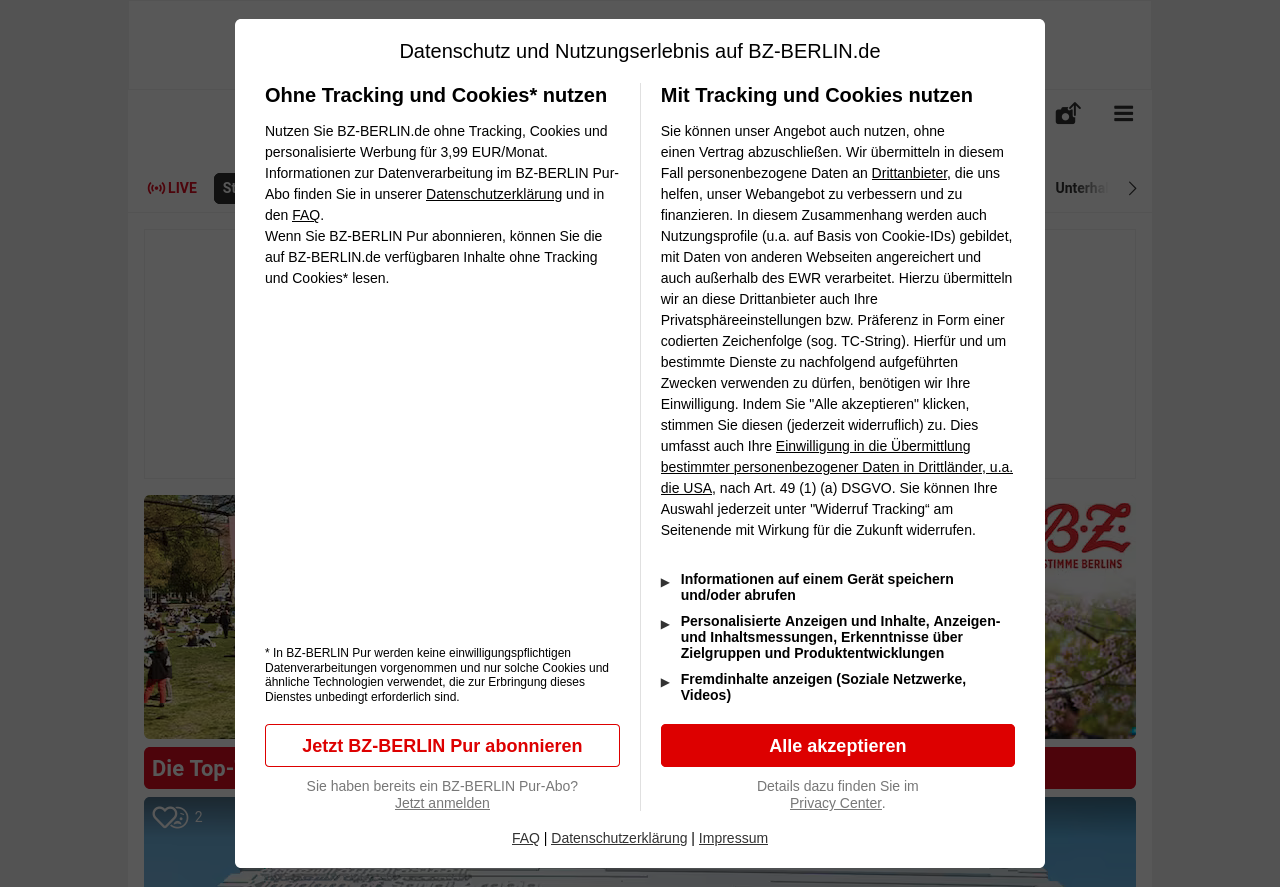 Datenschutz und Nutzungserlebnis auf BZ-BERLIN.de
Ohne Tracking und Cookies* nutzen
Nutzen Sie BZ-BERLIN.de ohne Tracking, Cookies und
personalisierte Werbung für 3,99 EUR/Monat.
Informationen zur Datenverarbeitung im BZ-BERLIN Pur-
Abo finden Sie in unserer Datenschutzerklärung und in
den FAQ.
Wenn Sie BZ-BERLIN Pur abonnieren, können Sie die
auf BZ-BERLIN.de verfügbaren Inhalte ohne Tracking
und Cookies* lesen.
* In BZ-BERLIN Pur werden keine einwilligungspflichtigen
Datenverarbeitungen vorgenommen und nur solche Cookies und
ähnliche Technologien verwendet, die zur Erbringung dieses
Dienstes unbedingt erforderlich sind.
Jetzt BZ-BERLIN Pur abonnieren
Sie haben bereits ein BZ-BERLIN Pur-Abo?
Jetzt anmelden
Mit Tracking und Cookies nutzen
Sie können unser Angebot auch nutzen, ohne
einen Vertrag abzuschließen. Wir übermitteln in diesem
Fall personenbezogene Daten an Drittanbieter, die uns
helfen, unser Webangebot zu verbessern und zu
finanzieren. In diesem Zusammenhang werden auch
Nutzungsprofile (u.a. auf Basis von Cookie-IDs) gebildet,
mit Daten von anderen Webseiten angereichert und
auch außerhalb des EWR verarbeitet. Hierzu übermitteln
wir an diese Drittanbieter auch Ihre
Privatsphäreeinstellungen bzw. Präferenz in Form einer
codierten Zeichenfolge (sog. TC-String). Hierfür und um
bestimmte Dienste zu nachfolgend aufgeführten
Zwecken verwenden zu dürfen, benötigen wir Ihre
Einwilligung. Indem Sie "Alle akzeptieren" klicken,
stimmen Sie diesen (jederzeit widerruflich) zu. Dies
umfasst auch Ihre Einwilligung in die Übermittlung
bestimmter personenbezogener Daten in Drittländer, u.a.
die USA, nach Art. 49 (1) (a) DSGVO. Sie können Ihre
Auswahl jederzeit unter "Widerruf Tracking“ am
Seitenende mit Wirkung für die Zukunft widerrufen.
Informationen auf einem Gerät speichern
und/oder abrufen
Personalisierte Anzeigen und Inhalte, Anzeigen-
und Inhaltsmessungen, Erkenntnisse über
Zielgruppen und Produktentwicklungen
Fremdinhalte anzeigen (Soziale Netzwerke,
Videos)
Alle akzeptieren
Details dazu finden Sie im
Privacy Center.
FAQ | Datenschutzerklärung | Impressum
LIVE
B·Z·
STIMME BERLINS
Die Top-
2